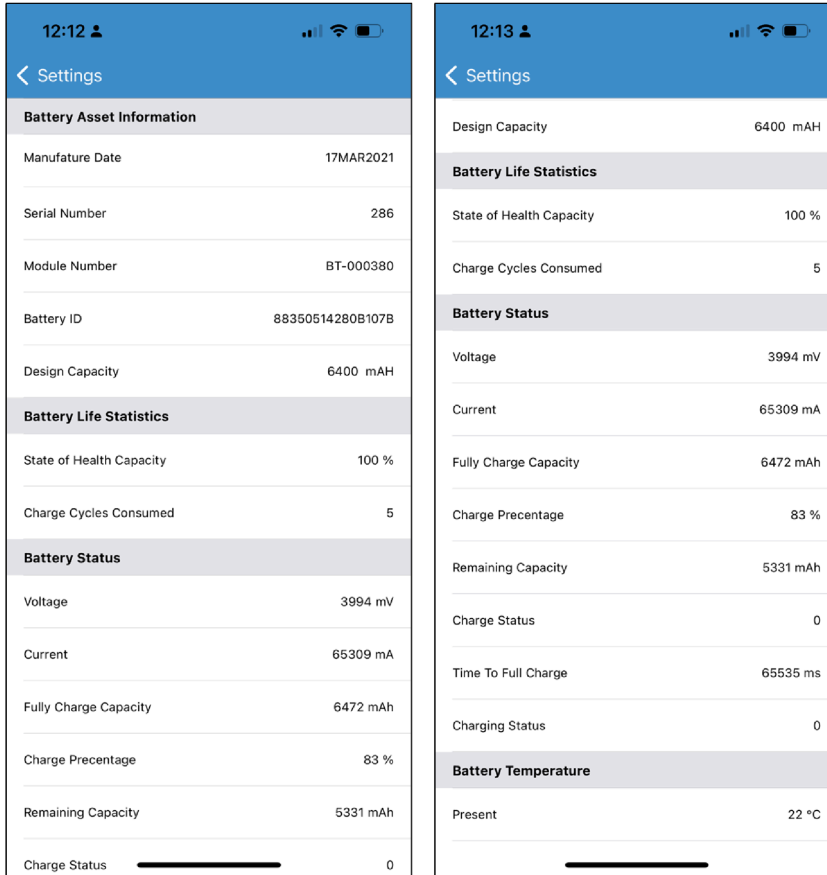 12:12
Settings
Battery Asset Information
Manufature Date 17MAR2021
Serial Number 286
Module Number BT-000380
Battery ID 88350514280B107B
Design Capacity 6400 mAH
Battery Life Statistics
State of Health Capacity 100 %
Charge Cycles Consumed 5
Battery Status
Voltage 3994 mV
Current 65309 mA
Fully Charge Capacity 6472 mAh
Charge Precentage 83 %
Remaining Capacity 5331 mAh
Charge Status 0
12:13
Settings
Design Capacity 6400 mAH
Battery Life Statistics
State of Health Capacity 100 %
Charge Cycles Consumed 5
Battery Status
Voltage 3994 mV
Current 65309 mA
Fully Charge Capacity 6472 mAh
Charge Precentage 83 %
Remaining Capacity 5331 mAh
Charge Status 0
Time To Full Charge 65535 ms
Charging Status 0
Battery Temperature
Present 22 °C